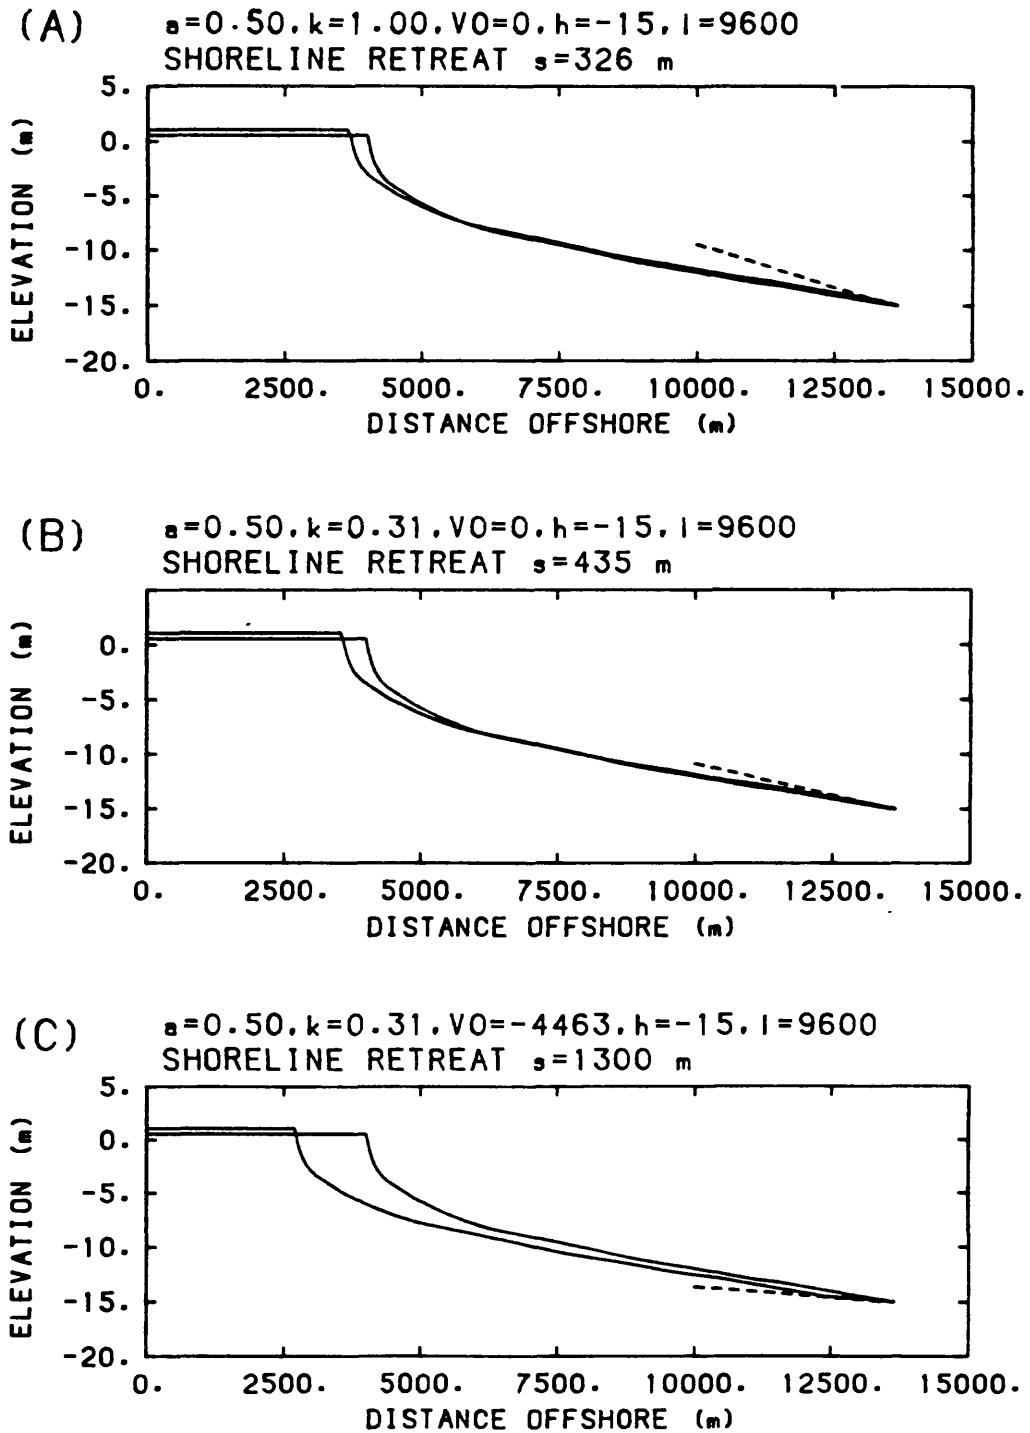 (A)
a=0.50, k=1.00, V0=0, h=-15, l=9600
SHORELINE RETREAT s=326 m
5.
0.
-5.
-10.
-15.
-20.
ELEVATION (m)
0. 2500. 5000. 7500. 10000. 12500. 15000.
DISTANCE OFFSHORE (m)
(B)
a=0.50, k=0.31, V0=0, h=-15, l=9600
SHORELINE RETREAT s=435 m
0.
-5.
-10.
-15.
-20.
ELEVATION (m)
0. 2500. 5000. 7500. 10000. 12500. 15000.
DISTANCE OFFSHORE (m)
(C)
a=0.50, k=0.31, V0=-4463, h=-15, l=9600
SHORELINE RETREAT s=1300 m
5.
0.
-5.
-10.
-15.
-20.
ELEVATION (m)
0. 2500. 5000. 7500. 10000. 12500. 15000.
DISTANCE OFFSHORE (m)